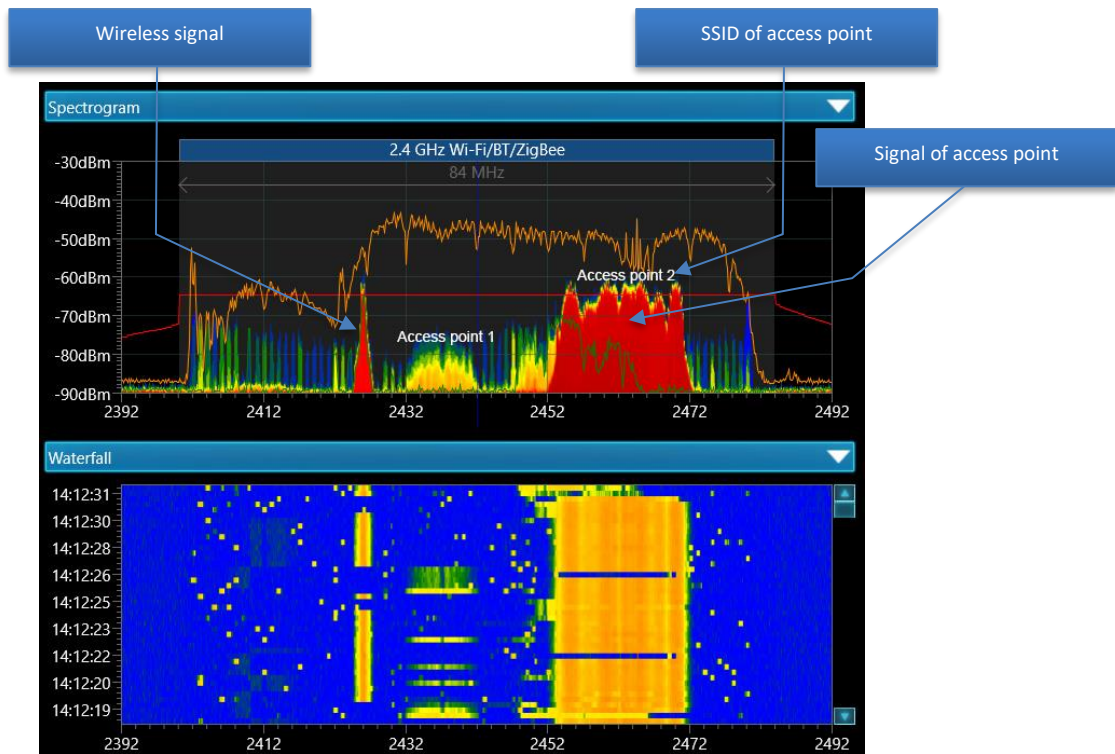 Wireless signal
SSID of access point
Spectrogram
Signal of access point
2.4 GHz Wi-Fi/BT/ZigBee
84 MHz
-30dBm
-40dBm
-50dBm
-60dBm
-70dBm
-80dBm
-90dBm
Access point 2
Access point 1
2392 2412 2432 2452 2472 2492
Waterfall
14:12:31
14:12:30
14:12:28
14:12:26
14:12:25
14:12:23
14:12:22
14:12:20
14:12:19
2392 2412 2432 2452 2472 2492